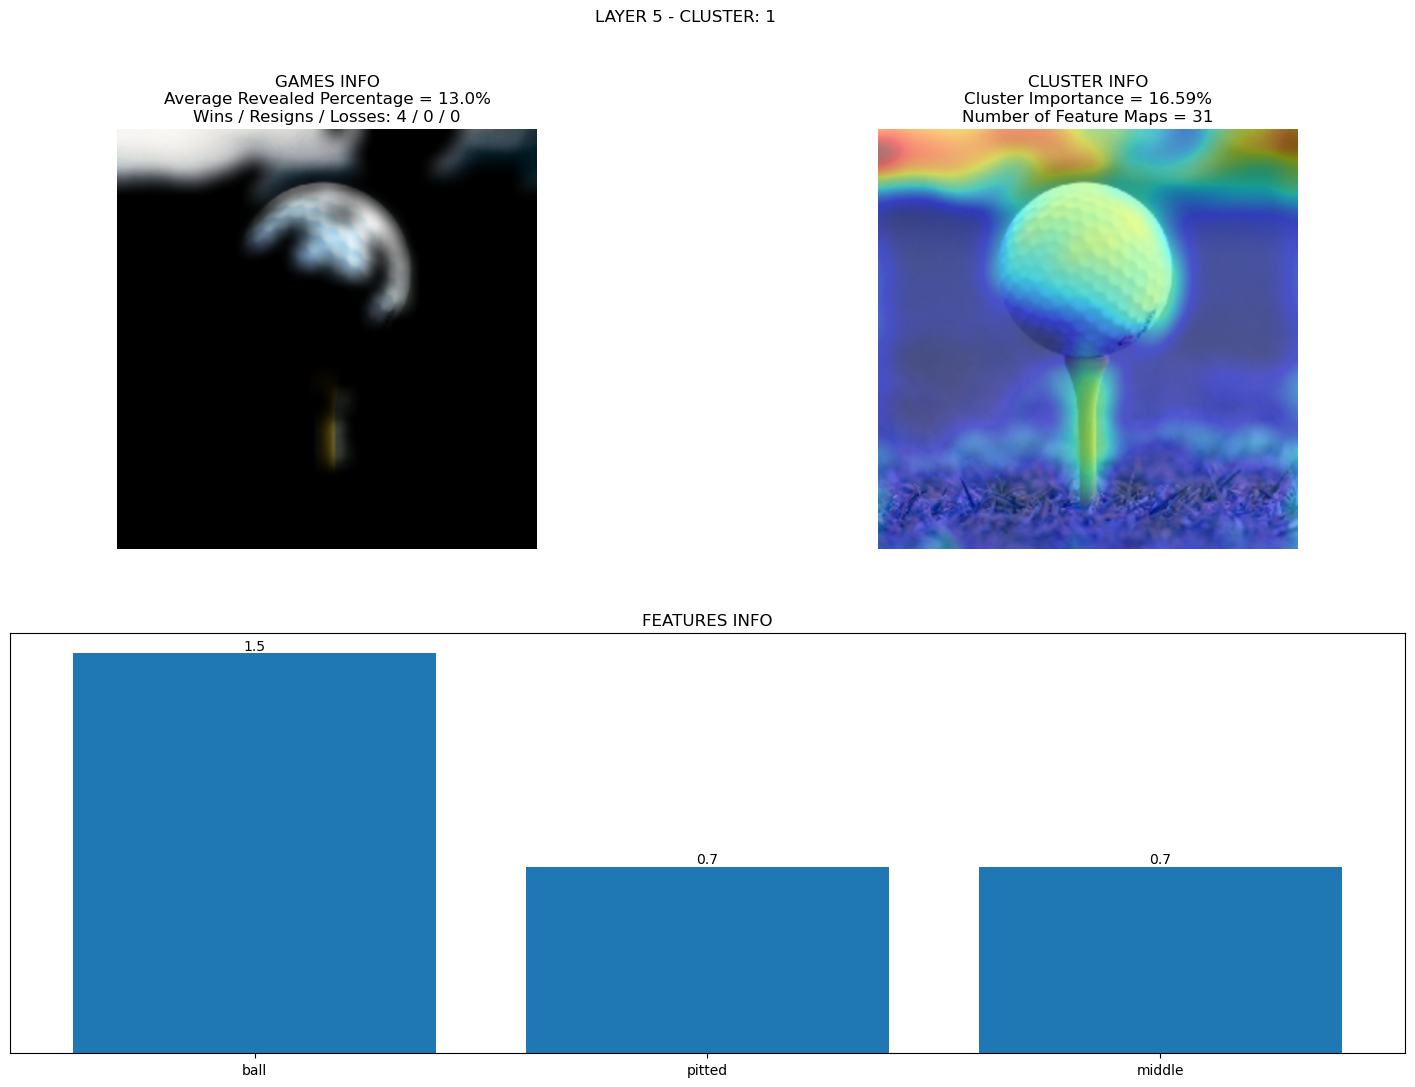 LAYER 5 - CLUSTER: 1
GAMES INFO
Average Revealed Percentage = 13.0%
Wins / Resigns / Losses: 4 / 0 / 0
CLUSTER INFO
Cluster Importance = 16.59%
Number of Feature Maps = 31
FEATURES INFO
1.5
0.7
0.7
ball
pitted
middle